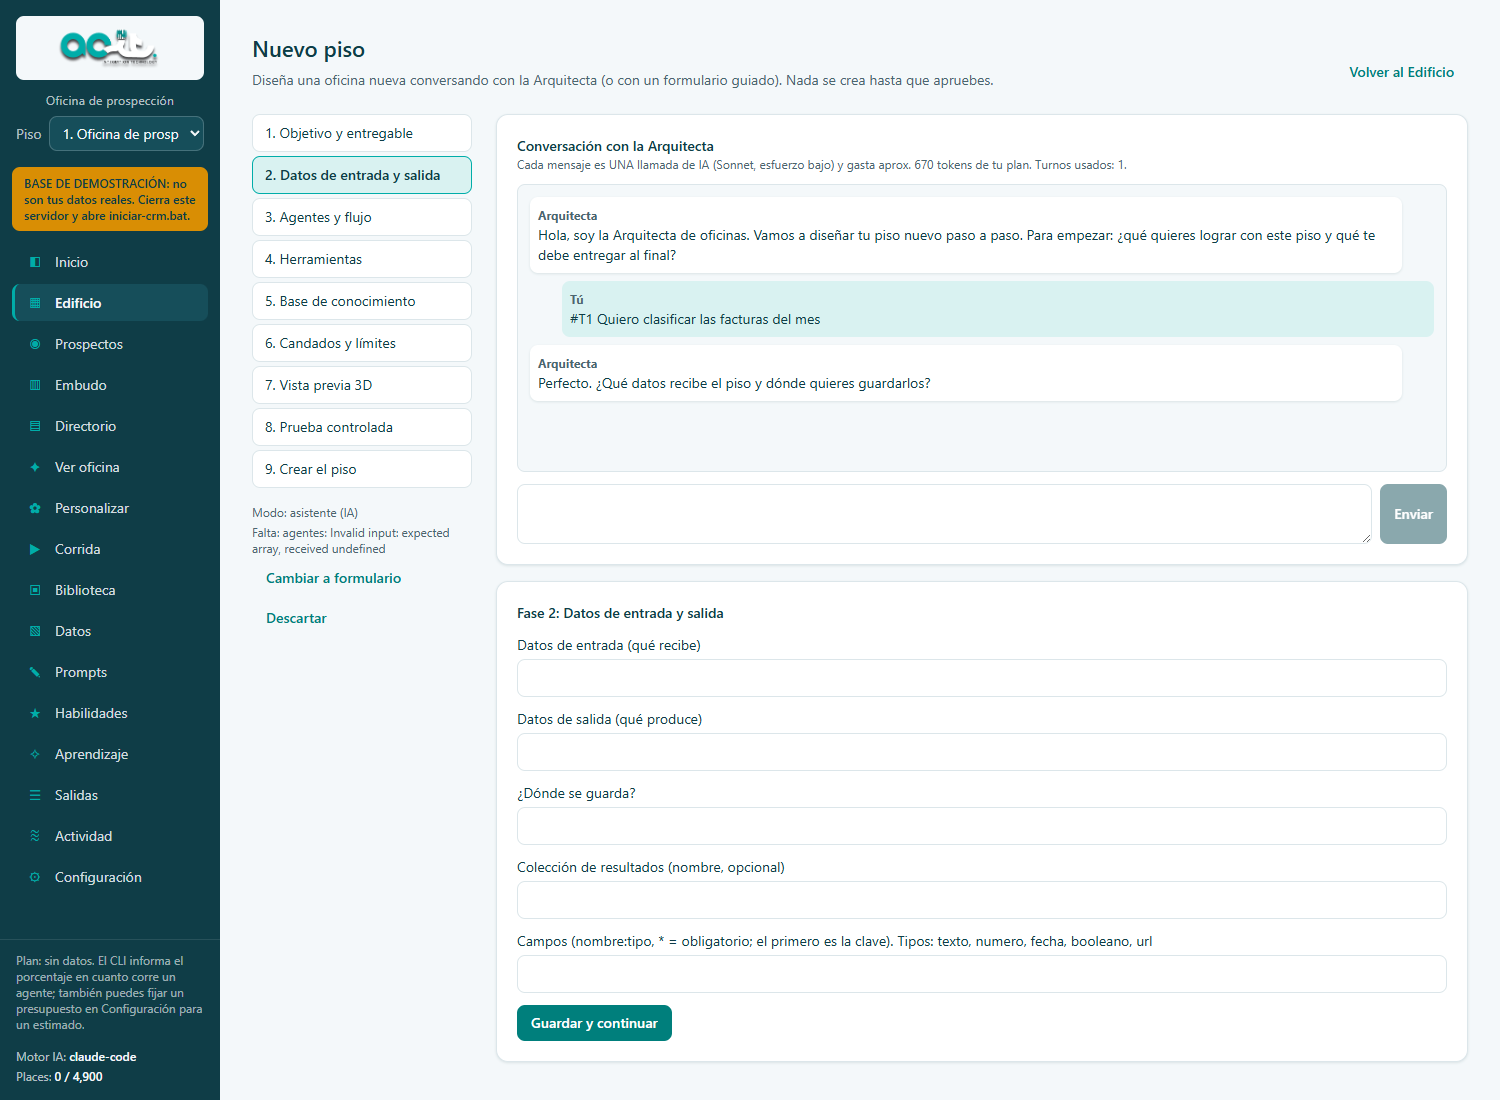 acit
Oficina de prospección
Piso
1. Oficina de prosp
BASE DE DEMOSTRACIÓN: no
son tus datos reales. Cierra este
servidor y abre iniciar-crm.bat.
Inicio
Edificio
Prospectos
Embudo
Directorio
Ver oficina
Personalizar
Corrida
Biblioteca
Datos
Prompts
Habilidades
Aprendizaje
Salidas
Actividad
Configuración
Plan: sin datos. El CLI informa el
porcentaje en cuanto corre un
agente; también puedes fijar un
presupuesto en Configuración para
un estimado.
Motor IA: claude-code
Places: 0 / 4,900
Nuevo piso
Diseña una oficina nueva conversando con la Arquitecta (o con un formulario guiado). Nada se crea hasta que apruebes.
Volver al Edificio
1. Objetivo y entregable
2. Datos de entrada y salida
3. Agentes y flujo
4. Herramientas
5. Base de conocimiento
6. Candados y límites
7. Vista previa 3D
8. Prueba controlada
9. Crear el piso
Modo: asistente (IA)
Falta: agentes: Invalid input: expected
array, received undefined
Cambiar a formulario
Descartar
Conversación con la Arquitecta
Cada mensaje es UNA llamada de IA (Sonnet, esfuerzo bajo) y gasta aprox. 670 tokens de tu plan. Turnos usados: 1.
Arquitecta
Hola, soy la Arquitecta de oficinas. Vamos a diseñar tu piso nuevo paso a paso. Para empezar: ¿qué quieres lograr con este piso y qué te
debe entregar al final?
Tú
#T1 Quiero clasificar las facturas del mes
Arquitecta
Perfecto. ¿Qué datos recibe el piso y dónde quieres guardarlos?
Enviar
Fase 2: Datos de entrada y salida
Datos de entrada (qué recibe)
Datos de salida (qué produce)
¿Dónde se guarda?
Colección de resultados (nombre, opcional)
Campos (nombre:tipo, * = obligatorio; el primero es la clave). Tipos: texto, numero, fecha, booleano, url
Guardar y continuar